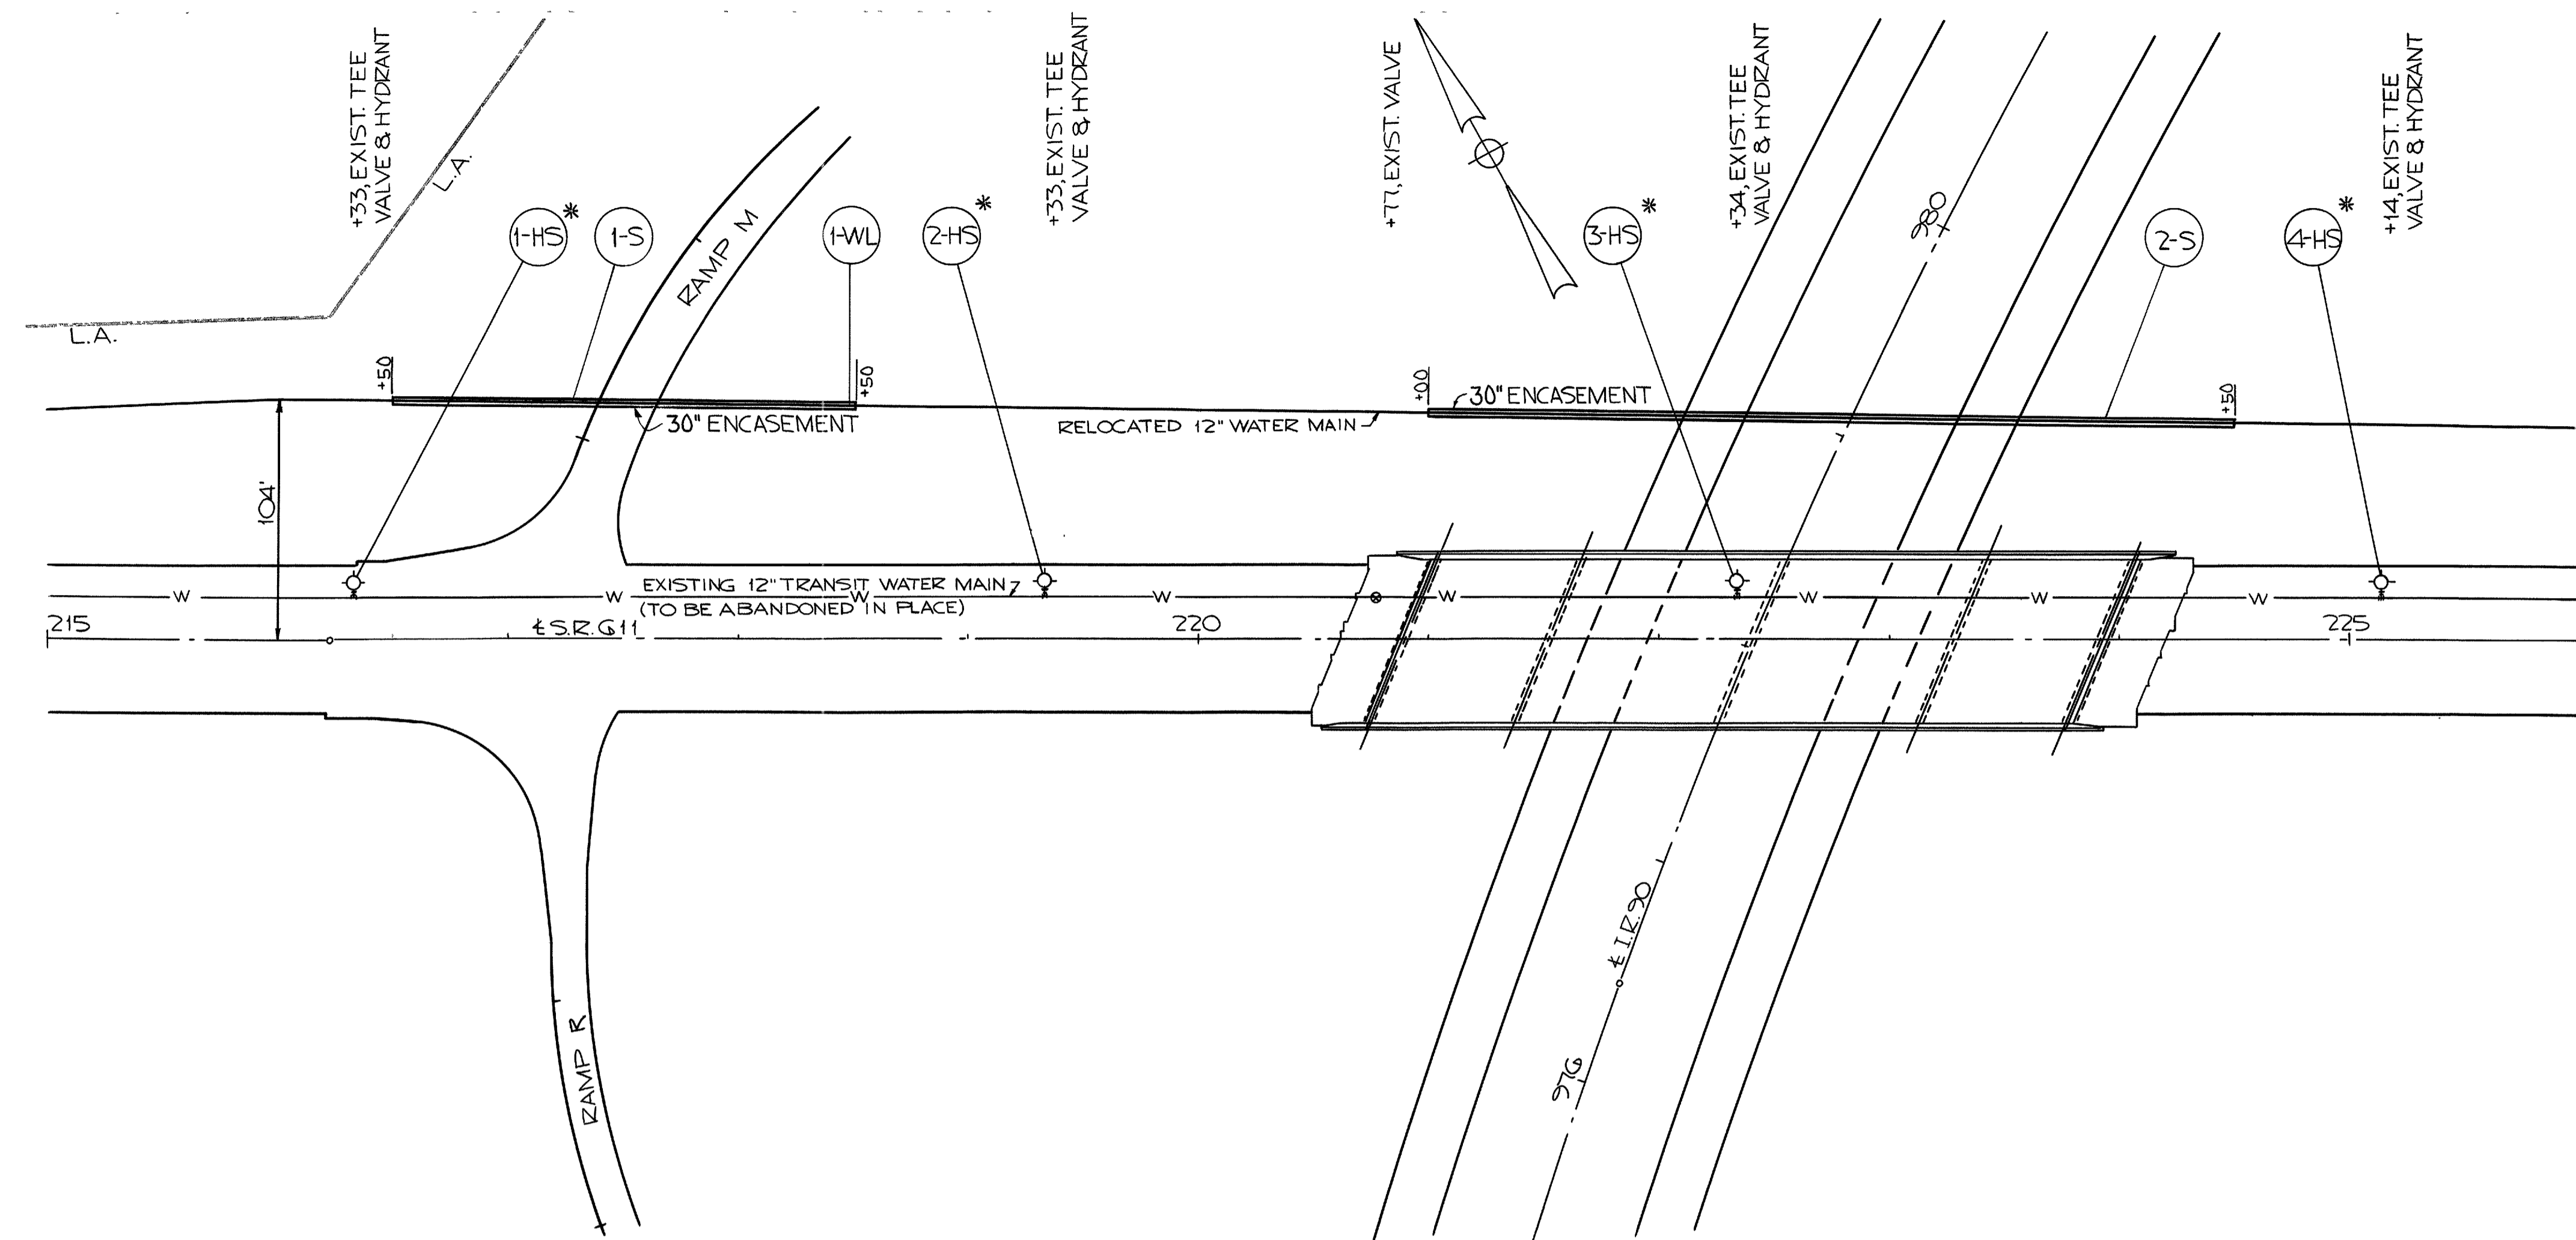 +33, EXIST. TEE
VALVE & HYDRANT
L.A.
L.A.
1-HS*
1-S
RAMP M
1-WL
2-HS*
+33, EXIST. TEE
VALVE & HYDRANT
+77, EXIST. VALVE
3-HS*
+34, EXIST. TEE
VALVE & HYDRANT
980
2-S
4-HS*
+14, EXIST. TEE
VALVE & HYDRANT
+50
+50
30" ENCASEMENT
RELOCATED 12" WATER MAIN
+00
30" ENCASEMENT
+50
104'
EXISTING 12" TRANSIT WATER MAIN
W W W W W W W W
(TO BE ABANDONED IN PLACE)
215
℄ S.R. 611
220
225
℄ I.R. 90
976
RAMP R